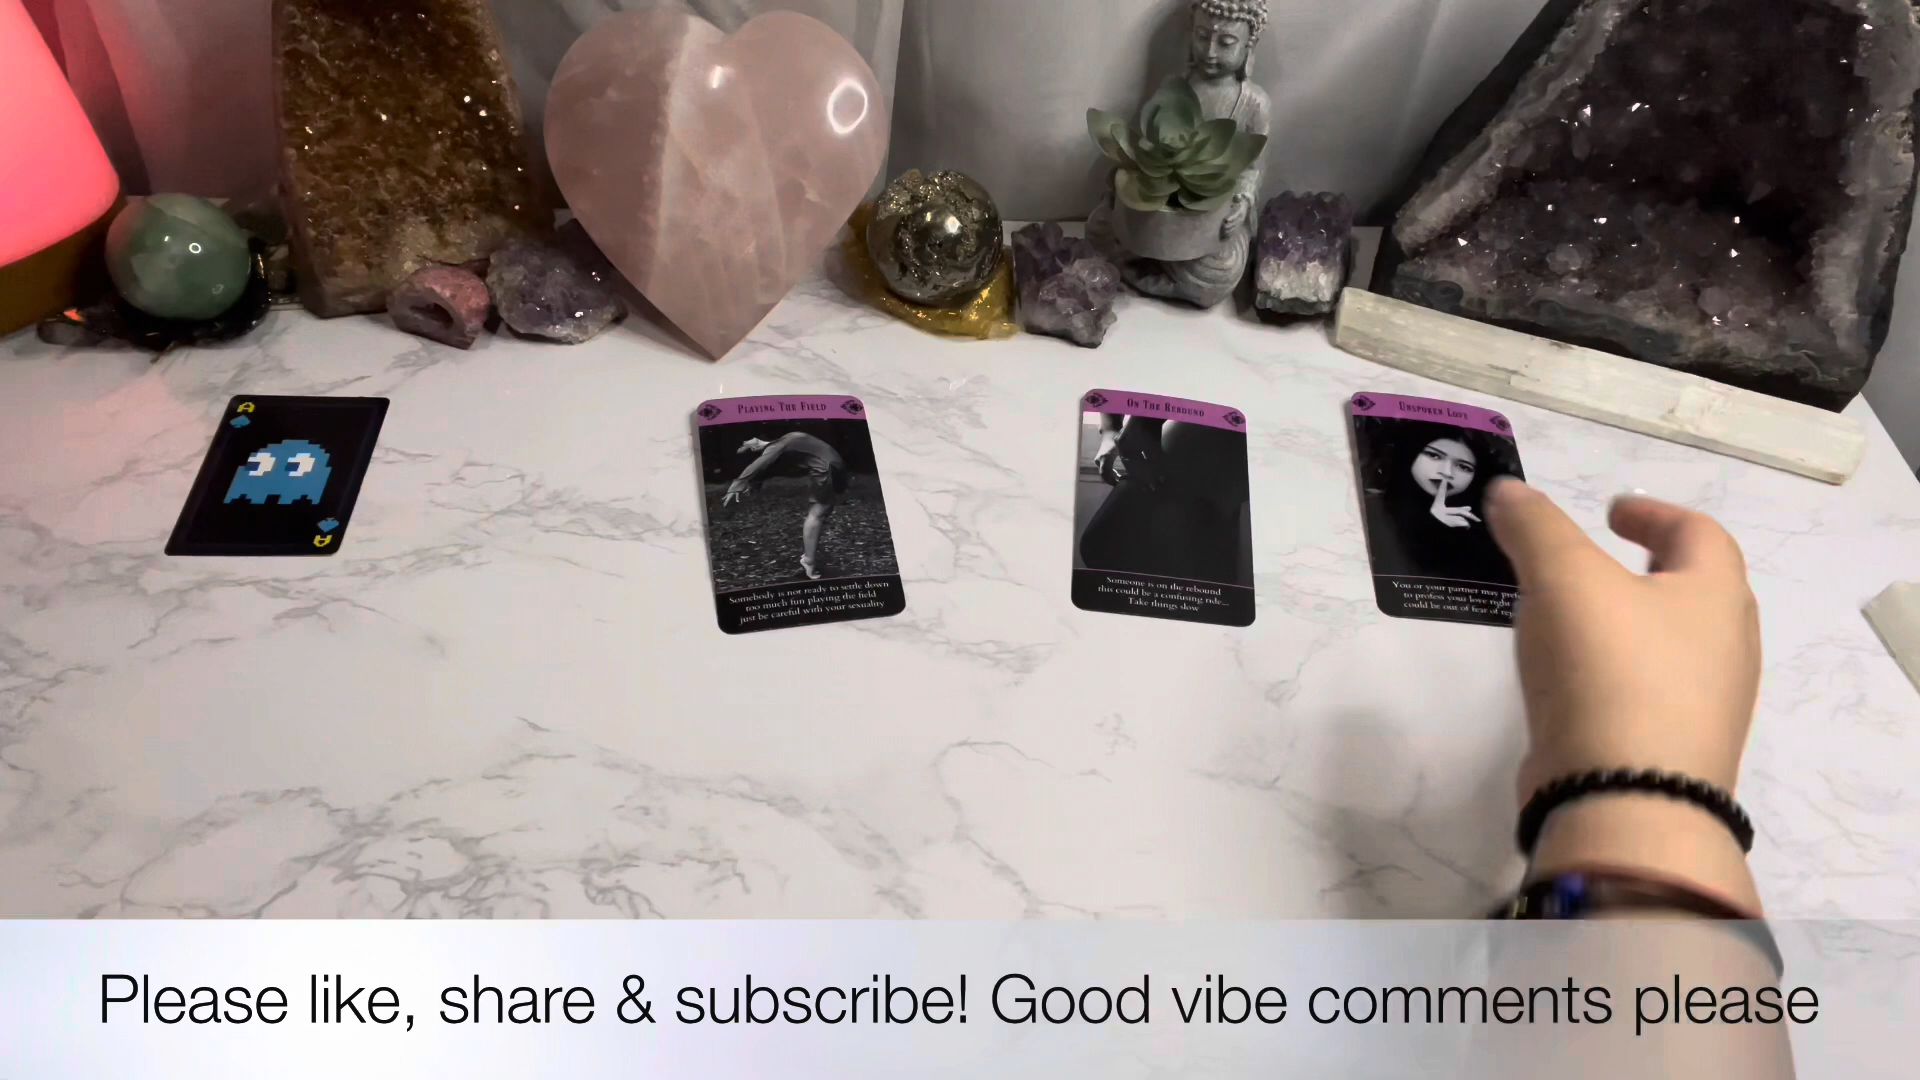 A
A
PLAYING THE FIELD
Somebody is not ready to settle down
too much fun playing the field
just be careful with your sexuality
ON THE REBOUND
Someone is on the rebound
this could be a confusing ride...
Take things slow
UNSPOKEN LOVE
You or your partner may
to profess your love right
could be out of fear of
Please like, share & subscribe! Good vibe comments please